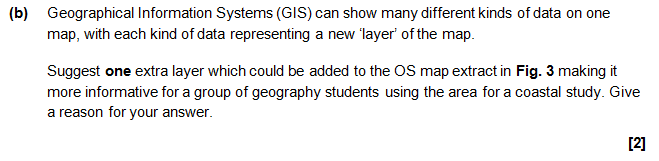 (b) Geographical Information Systems (GIS) can show many different kinds of data on one
map, with each kind of data representing a new 'layer' of the map.
Suggest one extra layer which could be added to the OS map extract in Fig. 3 making it
more informative for a group of geography students using the area for a coastal study. Give
a reason for your answer.
[2]